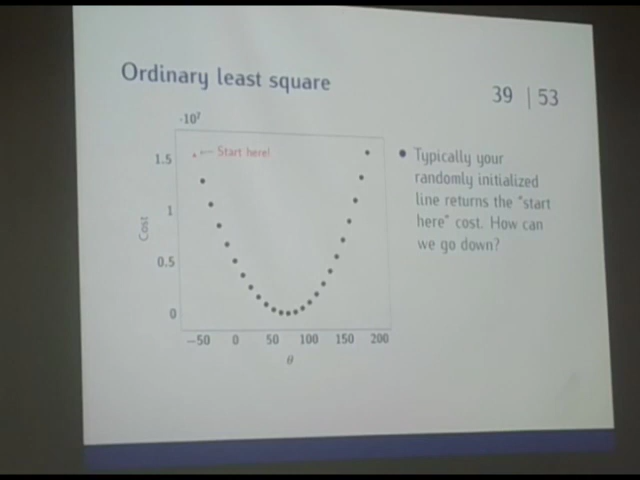 Ordinary least square
39 | 53
·10⁷
Start here!
1.5
1
0.5
0
Cost
−50 0 50 100 150 200
θ
• Typically your
randomly initialized
line returns the "start
here" cost. How can
we go down?